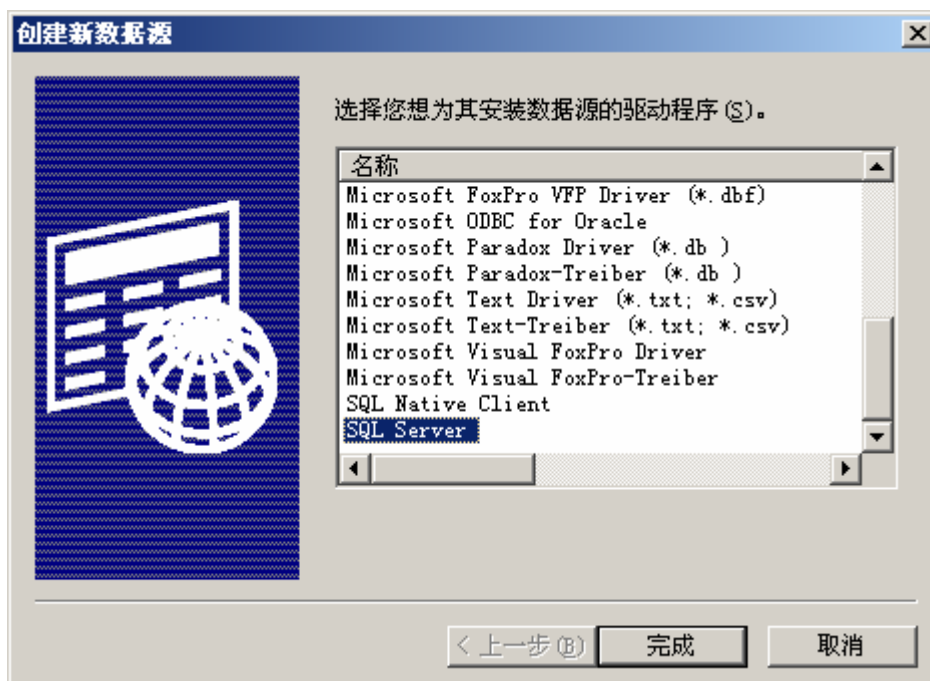 创建新数据源
选择您想为其安装数据源的驱动程序(S)。
名称
Microsoft FoxPro VFP Driver (*.dbf)
Microsoft ODBC for Oracle
Microsoft Paradox Driver (*.db )
Microsoft Paradox-Treiber (*.db )
Microsoft Text Driver (*.txt; *.csv)
Microsoft Text-Treiber (*.txt; *.csv)
Microsoft Visual FoxPro Driver
Microsoft Visual FoxPro-Treiber
SQL Native Client
SQL Server
< 上一步(B) 完成 取消